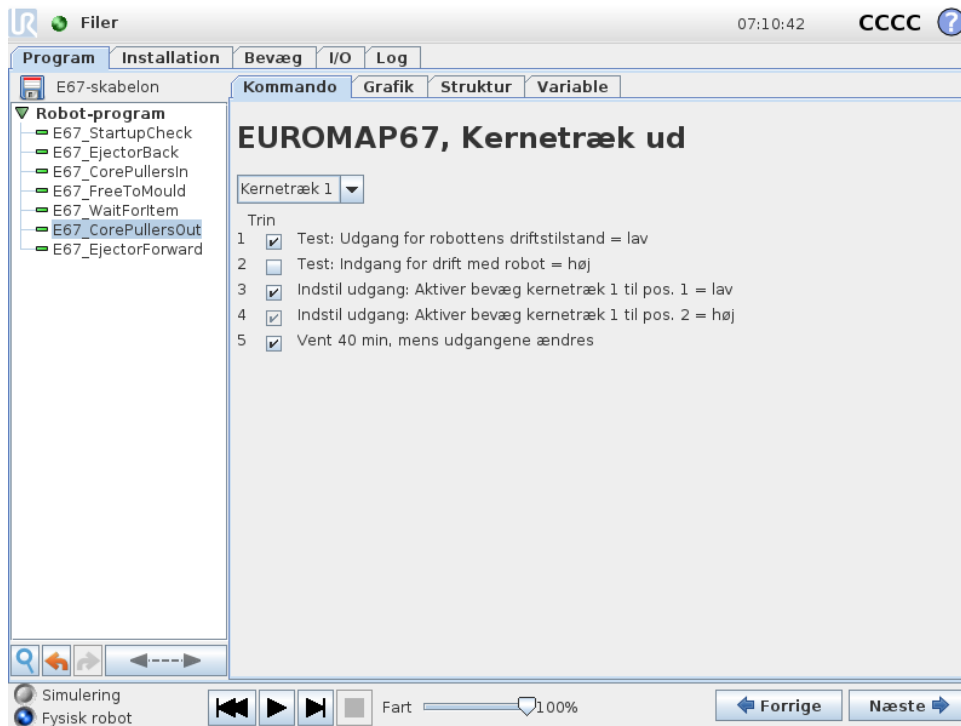 UR Filer 07:10:42 CCCC ?
Program Installation Bevæg I/O Log
E67-skabelon Kommando Grafik Struktur Variable
Robot-program
E67_StartupCheck
E67_EjectorBack
E67_CorePullersIn
E67_FreeToMould
E67_WaitForItem
E67_CorePullersOut
E67_EjectorForward
EUROMAP67, Kernetræk ud
Kernetræk 1
Trin
1 Test: Udgang for robottens driftstilstand = lav
2 Test: Indgang for drift med robot = høj
3 Indstil udgang: Aktiver bevæg kernetræk 1 til pos. 1 = lav
4 Indstil udgang: Aktiver bevæg kernetræk 1 til pos. 2 = høj
5 Vent 40 min, mens udgangene ændres
Simulering
Fysisk robot
Fart 100%
Forrige Næste